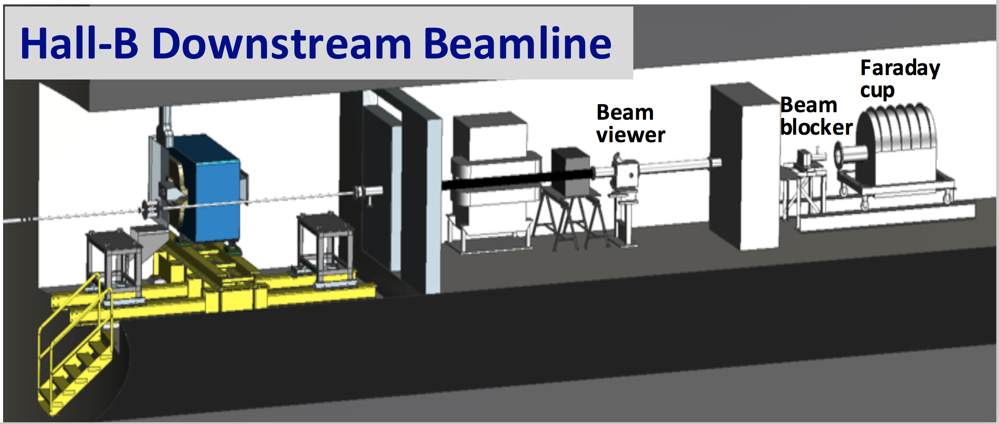 Hall-B Downstream Beamline
Faraday
cup
Beam
viewer
Beam
blocker